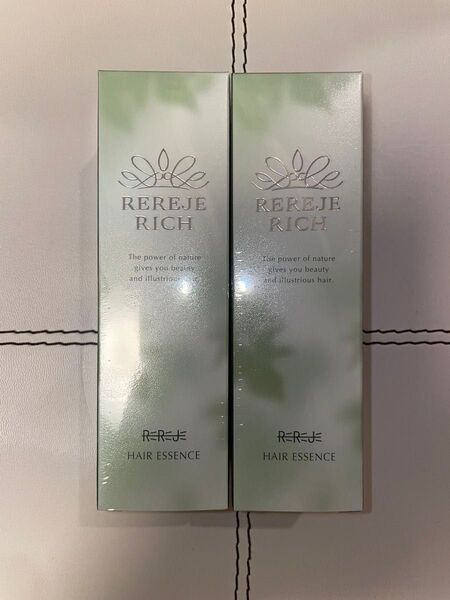 REREJE
RICH
The power of nature
gives you beauty
and illustrious hair.
REREJE
HAIR ESSENCE
REREJE
RICH
The power of nature
gives you beauty
and illustrious hair.
REREJE
HAIR ESSENCE